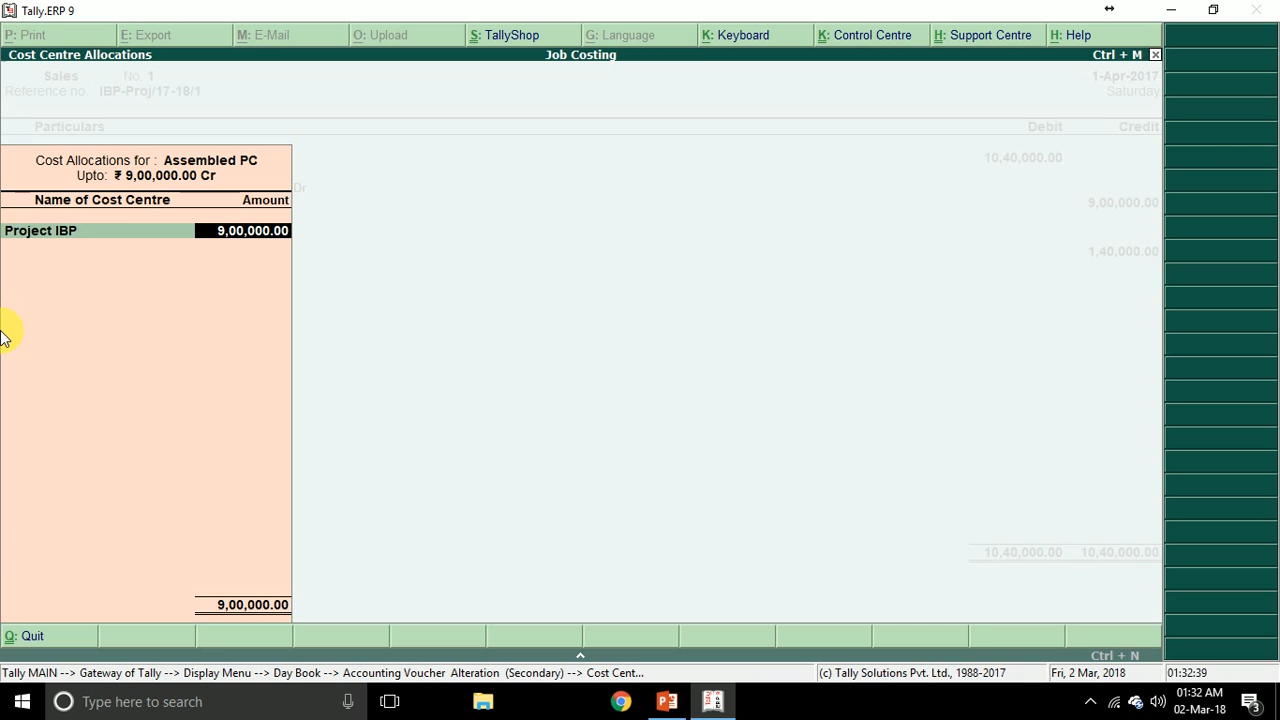 Tally.ERP 9
P: Print E: Export M: E-Mail O: Upload S: TallyShop G: Language K: Keyboard K: Control Centre H: Support Centre H: Help
Cost Centre Allocations Job Costing Ctrl + M
Sales No. 1 1-Apr-2017
Reference no. IBP-Proj/17-18/1 Saturday
Particulars Debit Credit
Cost Allocations for : Assembled PC 10,40,000.00
Upto: ₹ 9,00,000.00 Cr
Dr
Name of Cost Centre Amount 9,00,000.00
Project IBP 9,00,000.00
1,40,000.00
10,40,000.00 10,40,000.00
9,00,000.00
Q: Quit
Ctrl + N
Tally MAIN --> Gateway of Tally --> Display Menu --> Day Book --> Accounting Voucher Alteration (Secondary) --> Cost Cent... (c) Tally Solutions Pvt. Ltd., 1988-2017 Fri, 2 Mar, 2018 01:32:39
Type here to search 01:32 AM
02-Mar-18 3